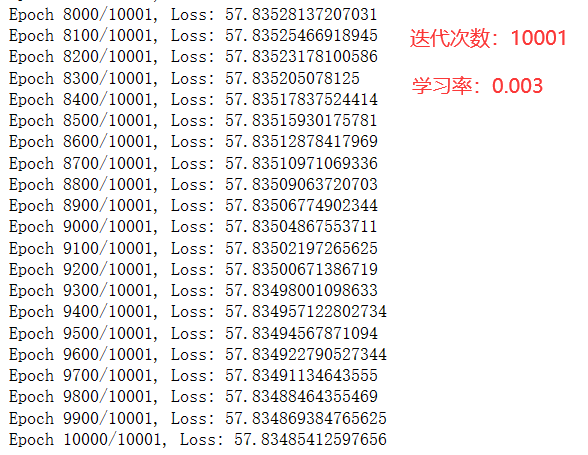 Epoch 8000/10001, Loss: 57.83528137207031
Epoch 8100/10001, Loss: 57.83525466918945
Epoch 8200/10001, Loss: 57.83523178100586
Epoch 8300/10001, Loss: 57.835205078125
Epoch 8400/10001, Loss: 57.83517837524414
Epoch 8500/10001, Loss: 57.83515930175781
Epoch 8600/10001, Loss: 57.83512878417969
Epoch 8700/10001, Loss: 57.83510971069336
Epoch 8800/10001, Loss: 57.83509063720703
Epoch 8900/10001, Loss: 57.83506774902344
Epoch 9000/10001, Loss: 57.83504867553711
Epoch 9100/10001, Loss: 57.83502197265625
Epoch 9200/10001, Loss: 57.83500671386719
Epoch 9300/10001, Loss: 57.83498001098633
Epoch 9400/10001, Loss: 57.834957122802734
Epoch 9500/10001, Loss: 57.83494567871094
Epoch 9600/10001, Loss: 57.834922790527344
Epoch 9700/10001, Loss: 57.83491134643555
Epoch 9800/10001, Loss: 57.83488464355469
Epoch 9900/10001, Loss: 57.834869384765625
Epoch 10000/10001, Loss: 57.83485412597656
迭代次数：10001
学习率：0.003